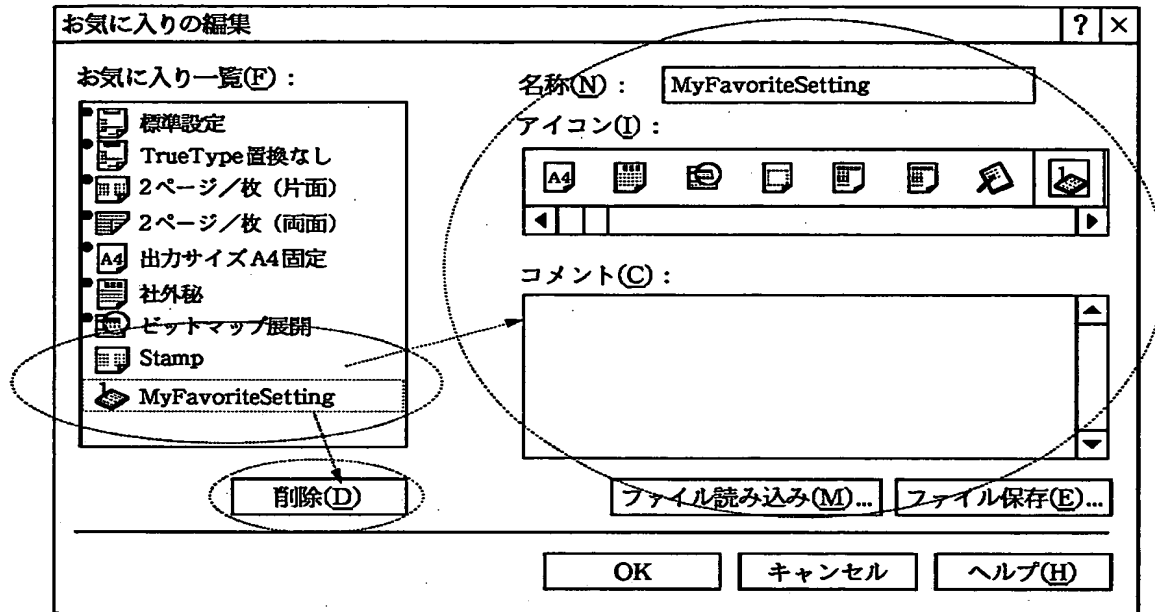 お気に入りの編集 ? ×
お気に入り一覧(F)：
標準設定
TrueType置換なし
2ページ／枚（片面）
2ページ／枚（両面）
A4 出力サイズA4固定
社外秘
ビットマップ展開
Stamp
1 MyFavoriteSetting
削除(D)
名称(N)： MyFavoriteSetting
アイコン(I)：
A4 1
コメント(C)：
ファイル読み込み(M)... ファイル保存(E)...
OK キャンセル ヘルプ(H)